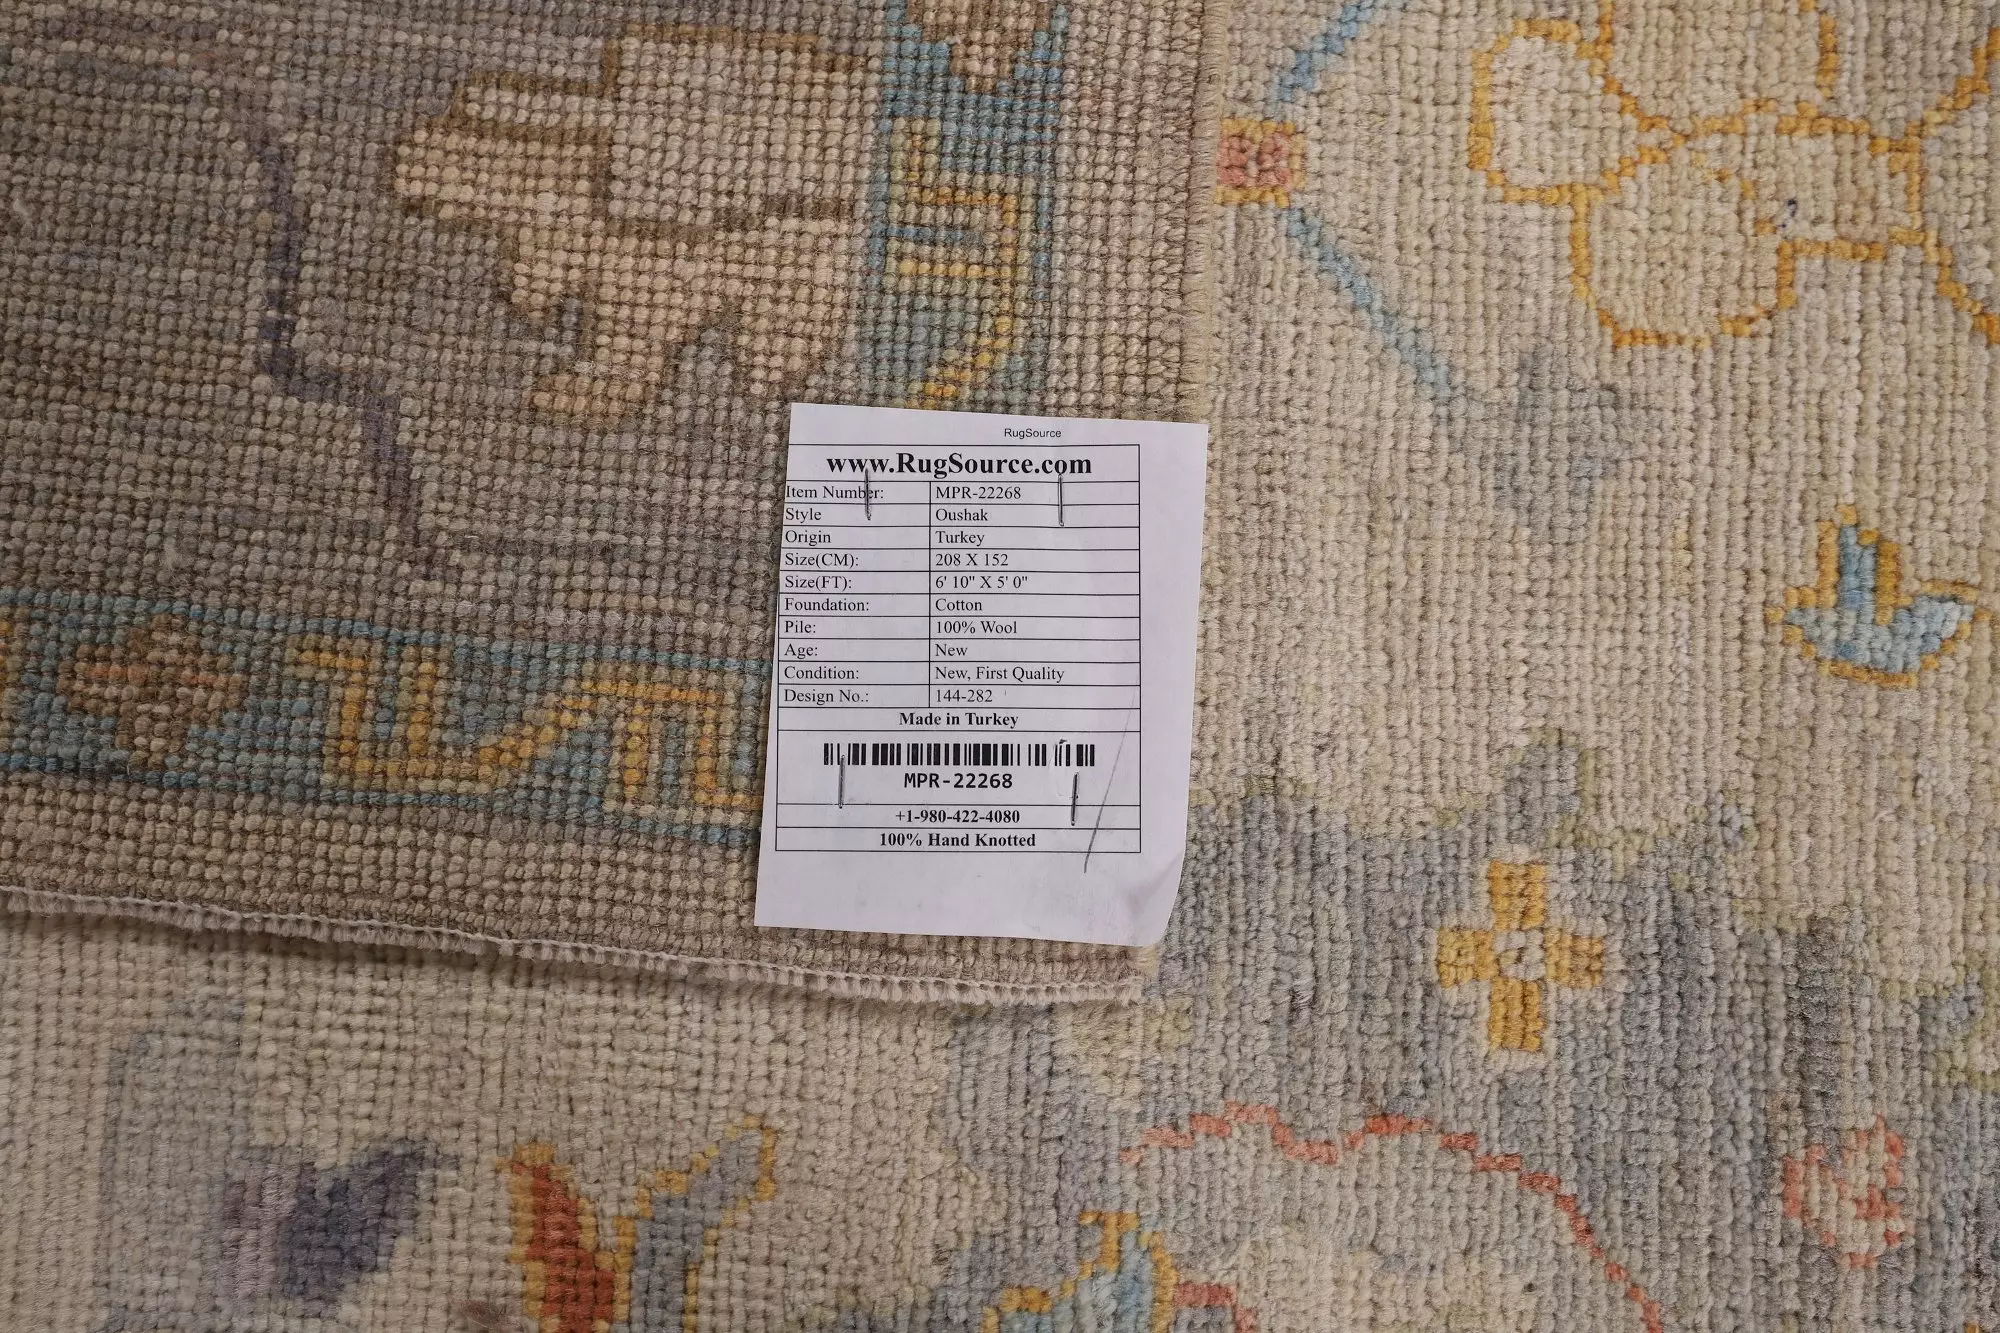 RugSource
www.RugSource.com
Item Number: MPR-22268
Style Oushak
Origin Turkey
Size(CM): 208 X 152
Size(FT): 6' 10" X 5' 0"
Foundation: Cotton
Pile: 100% Wool
Age: New
Condition: New, First Quality
Design No.: 144-282
Made in Turkey
MPR-22268
+1-980-422-4080
100% Hand Knotted